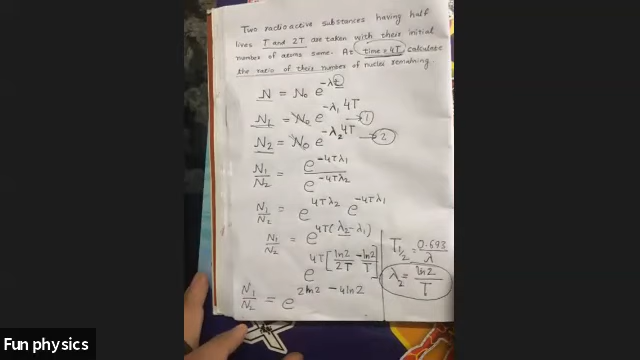 Two radioactive substances having half
lives T and 2T are taken with their initial
number of atoms same. At time = 4T calculate
the ratio of their number of nuclei remaining.
N = N₀ e^-λt
N₁ = N₀ e^-λ₁4T → ①
N₂ = N₀ e^-λ₂4T → ②
N₁/N₂ = e^-4Tλ₁ / e^-4Tλ₂
N₁/N₂ = e^4Tλ₂ e^-4Tλ₁
N₁/N₂ = e^4T(λ₂-λ₁)
e^4T[ln2/2T - ln2/T]
N₁/N₂ = e^2ln2 - 4ln2
T₁/₂ = 0.693/λ
λ₂ = ln2/T
Fun physics